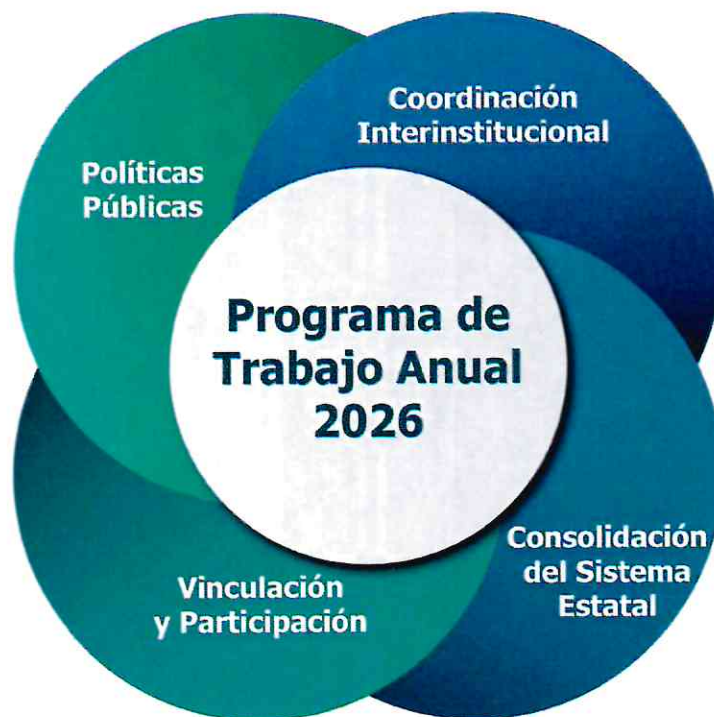 Políticas
Públicas
Coordinación
Interinstitucional
Programa de
Trabajo Anual
2026
Consolidación
del Sistema
Estatal
Vinculación
y Participación